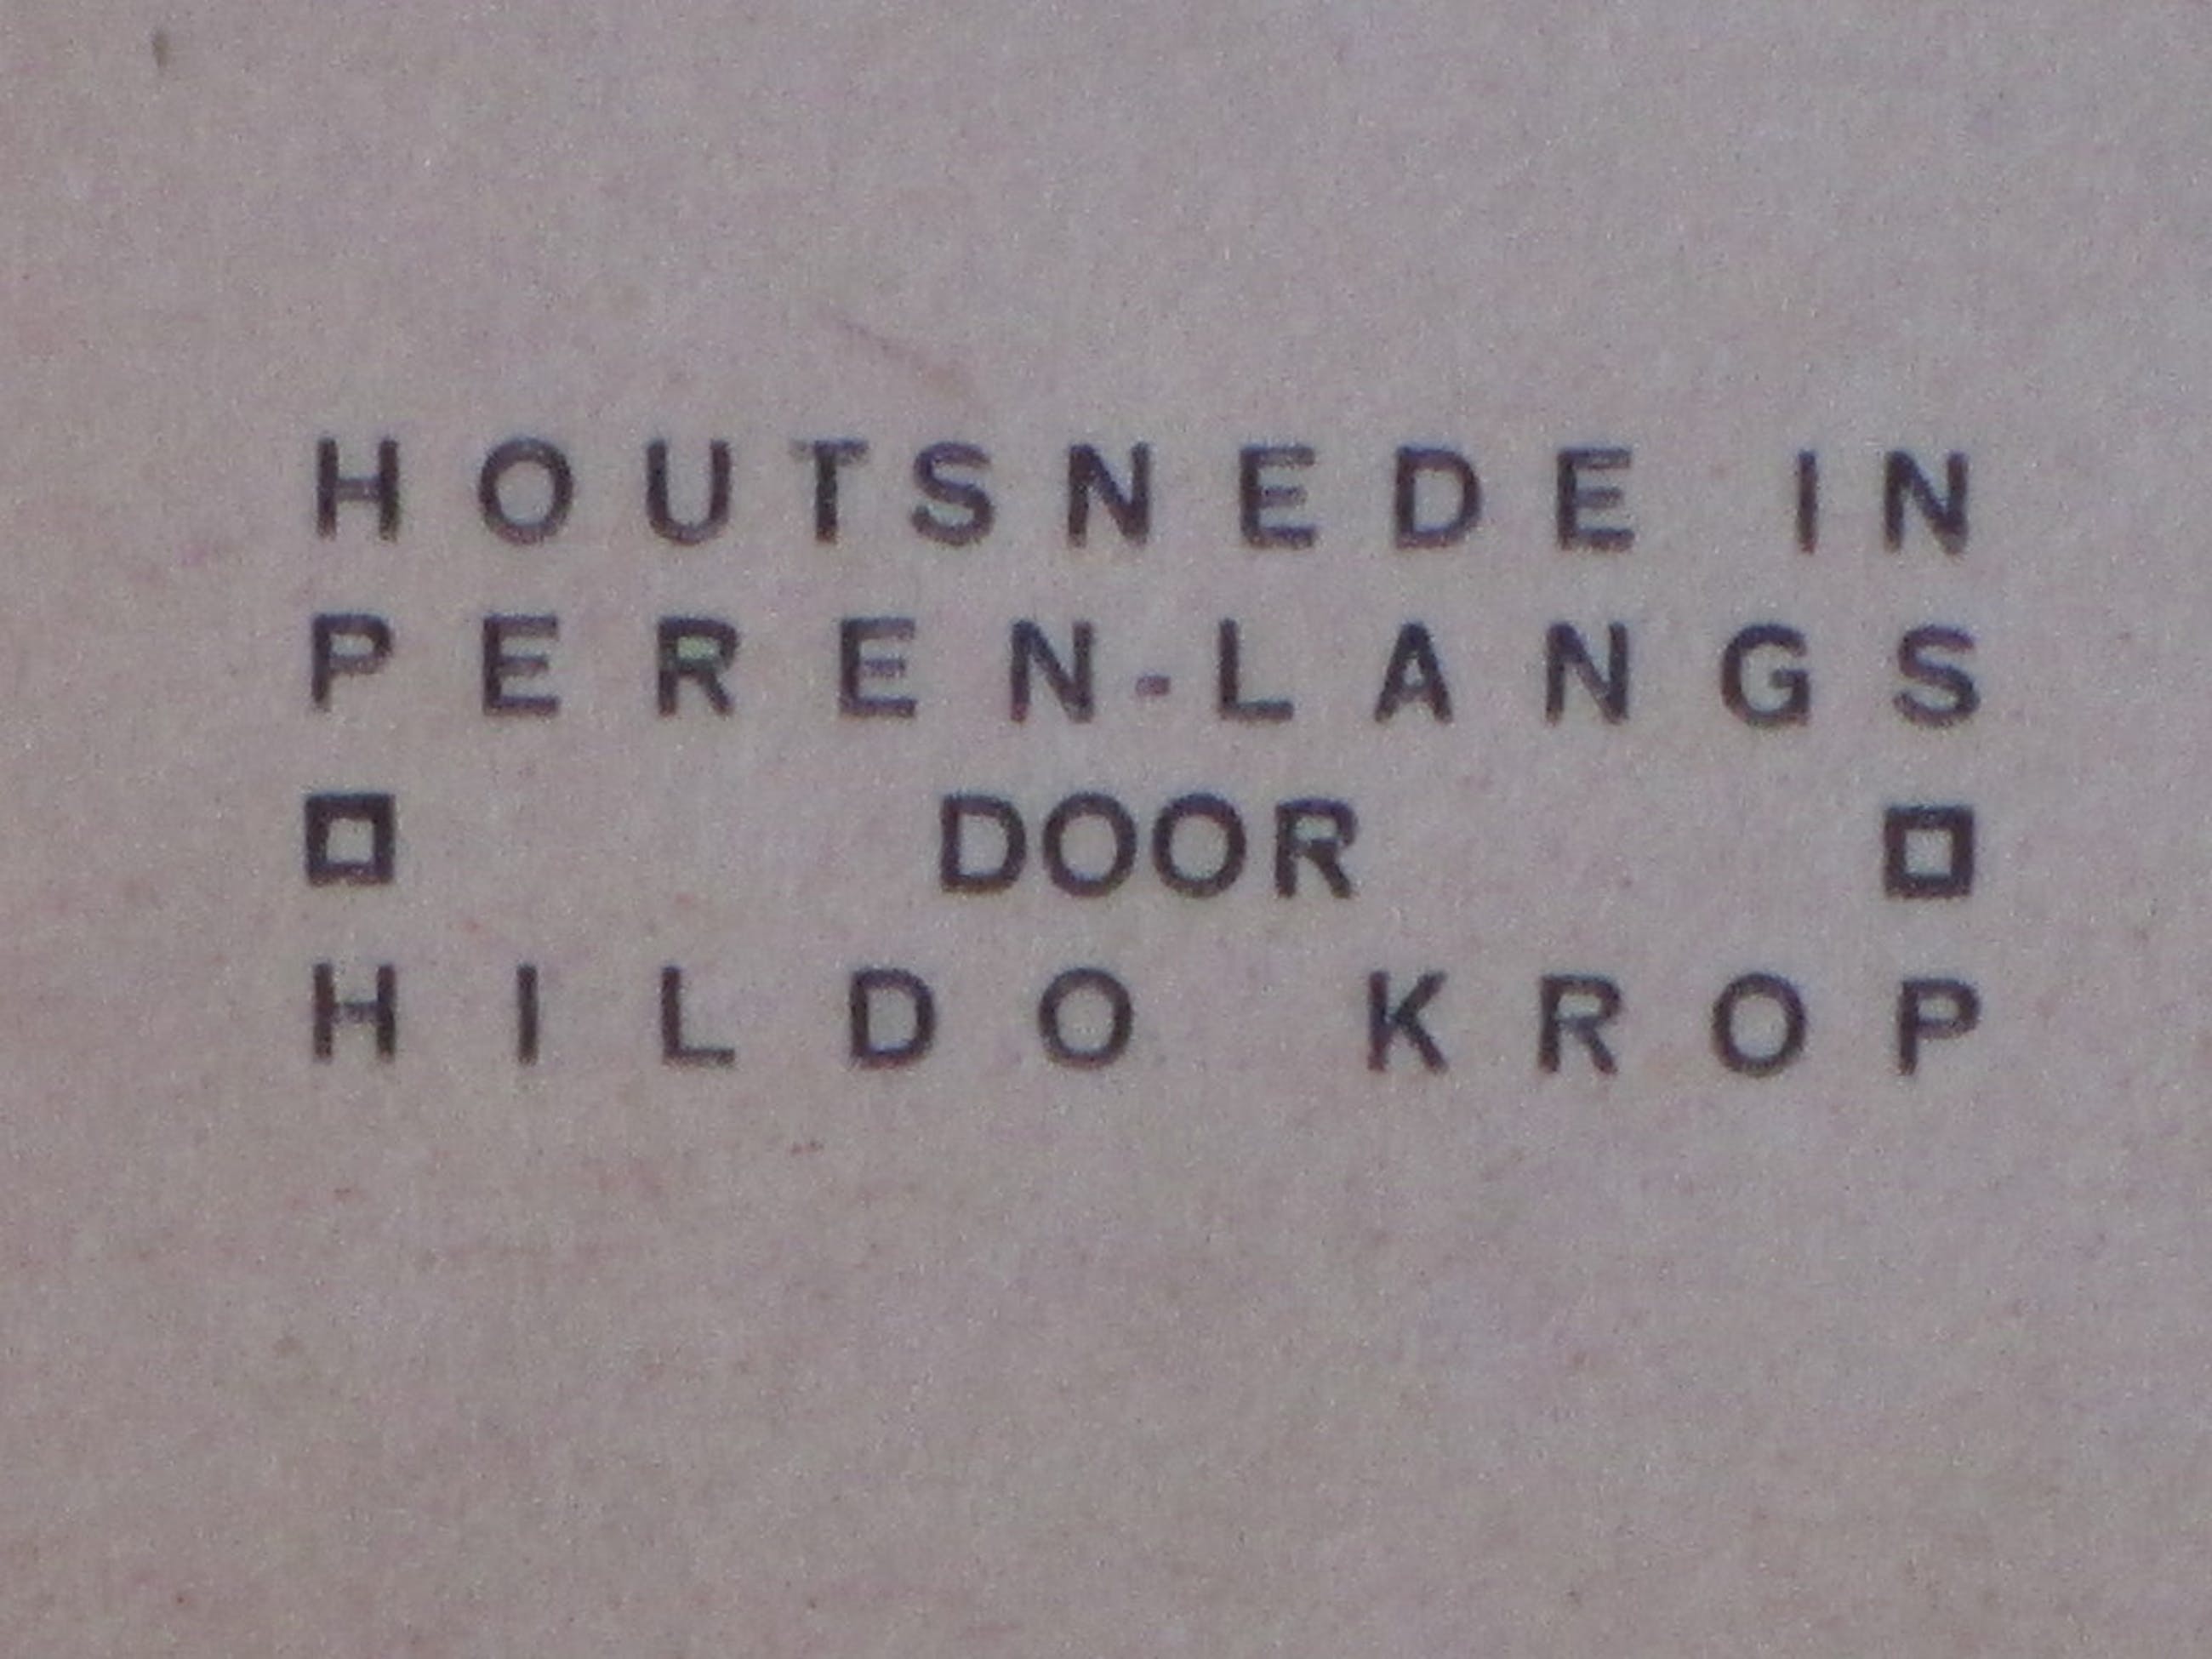 HOUTSNEDE IN
PEREN-LANGS
DOOR
HILDO KROP